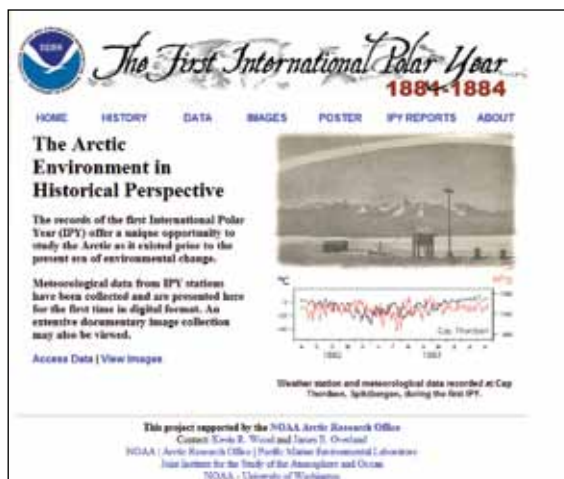 The First International Polar Year
1884-1884
HOME HISTORY DATA IMAGES POSTER IPY REPORTS ABOUT
The Arctic
Environment in
Historical Perspective
The records of the first International Polar
Year (IPY) offer a unique opportunity to
study the Arctic as it existed prior to the
present era of environmental change.
Meteorological data from IPY stations
have been collected and are presented here
for the first time in digital format. An
extensive documentary image collection
may also be viewed.
Access Data | View Images
°C
hPa
Cap Thordsen
1882 1883
Weather station and meteorological data recorded at Cap
Thordsen, Spitsbergen, during the first IPY.
This project supported by the NOAA Arctic Research Office
Contact: Kevin R. Wood and James E. Overland
NOAA | Arctic Research Office | Pacific Marine Environmental Laboratory
Joint Institute for the Study of the Atmosphere and Ocean
NOAA - University of Washington